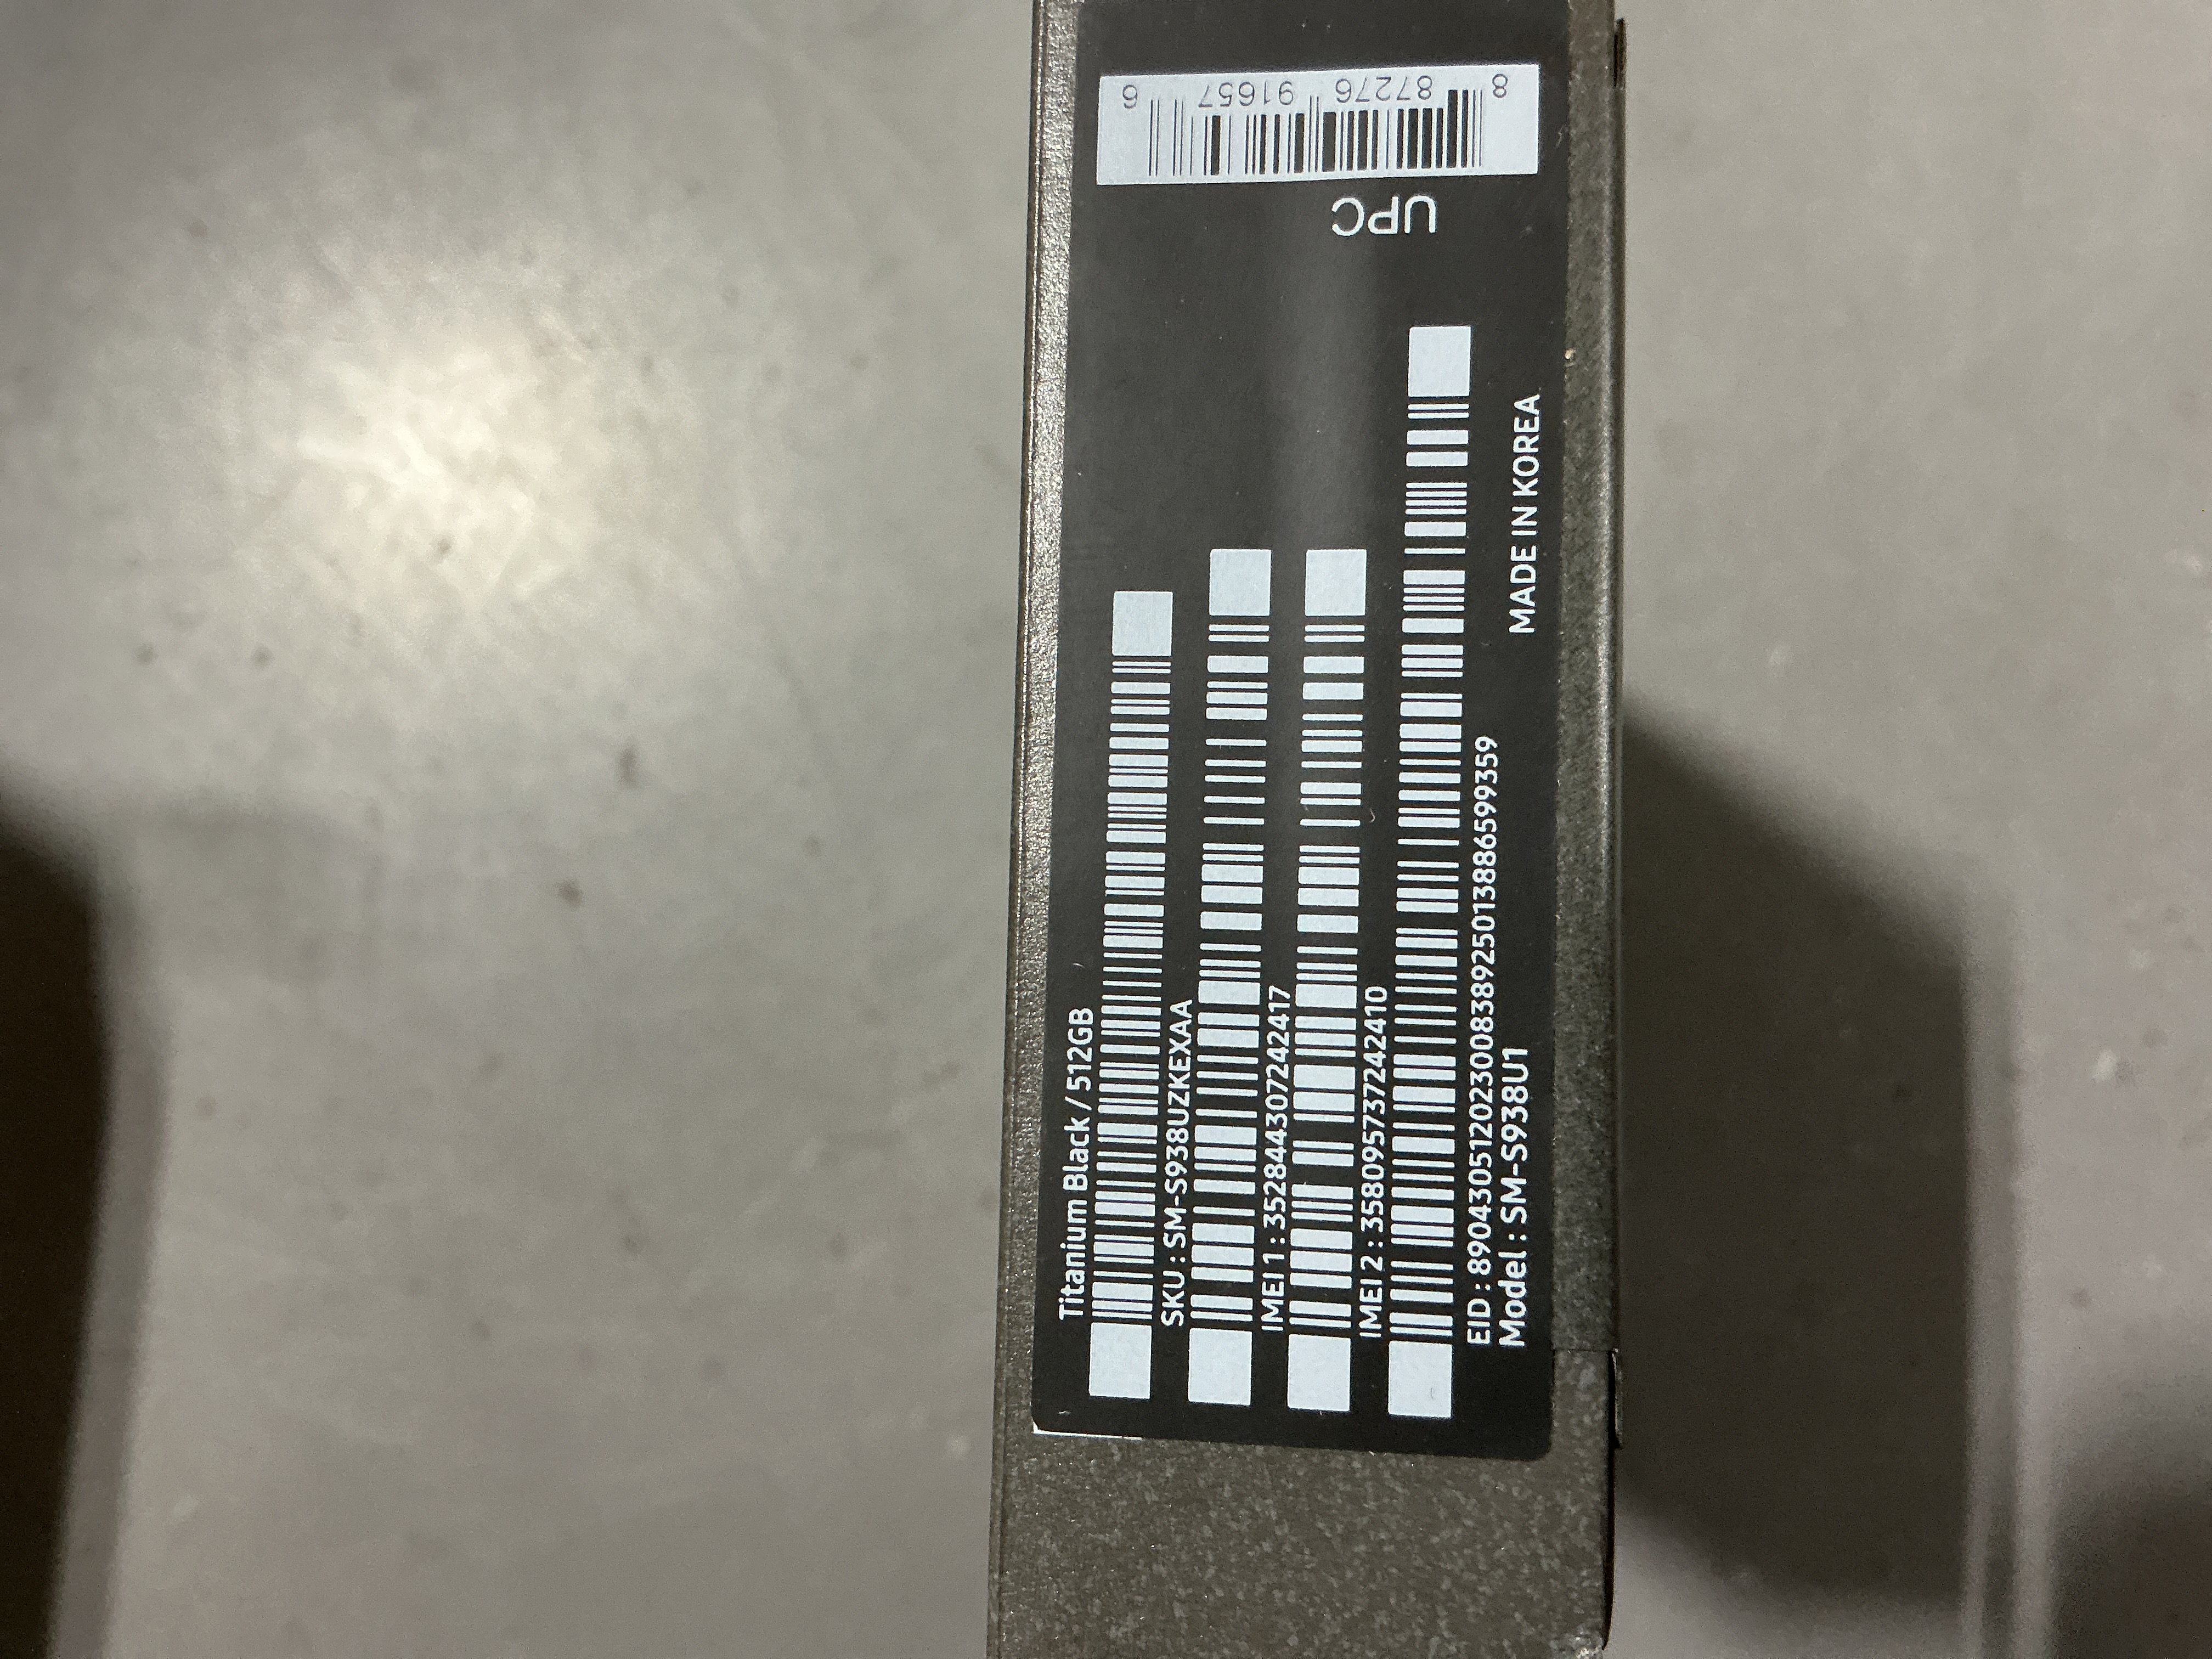 Titanium Black / 512GB
SKU : SM-S938UZKEXAA
IMEI 1 : 352844307242417
IMEI 2 : 358095737242410
EID : 89043051202300838925013886599359
Model : SM-S938U1
MADE IN KOREA
UPC
8 87276 91657 6